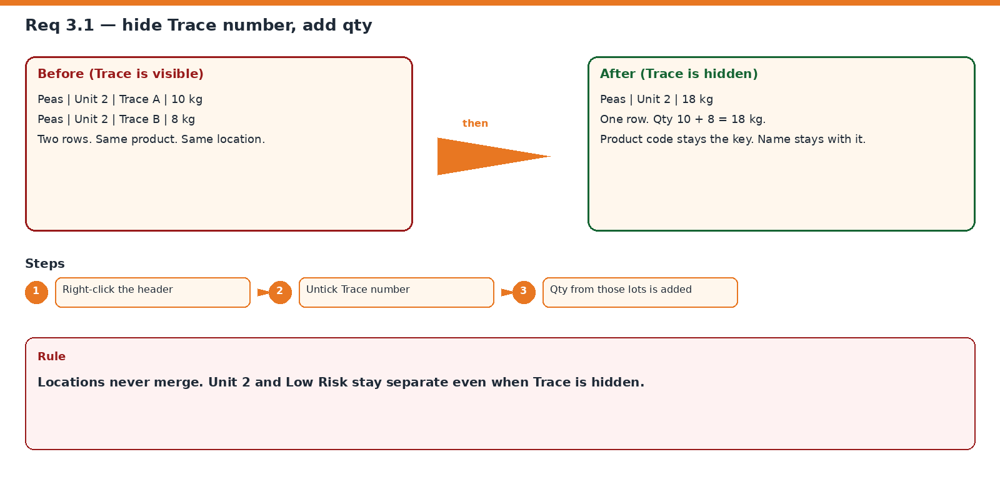 Req 3.1 — hide Trace number, add qty
Before (Trace is visible)
Peas | Unit 2 | Trace A | 10 kg
Peas | Unit 2 | Trace B | 8 kg
Two rows. Same product. Same location.
then
After (Trace is hidden)
Peas | Unit 2 | 18 kg
One row. Qty 10 + 8 = 18 kg.
Product code stays the key. Name stays with it.
Steps
1 Right-click the header
2 Untick Trace number
3 Qty from those lots is added
Rule
Locations never merge. Unit 2 and Low Risk stay separate even when Trace is hidden.